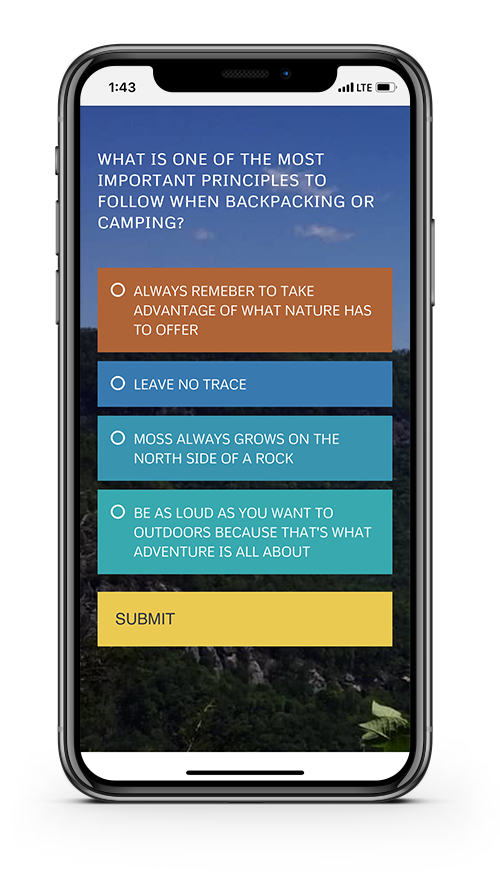 1:43
LTE
WHAT IS ONE OF THE MOST
IMPORTANT PRINCIPLES TO
FOLLOW WHEN BACKPACKING OR
CAMPING?
ALWAYS REMEBER TO TAKE
ADVANTAGE OF WHAT NATURE HAS
TO OFFER
LEAVE NO TRACE
MOSS ALWAYS GROWS ON THE
NORTH SIDE OF A ROCK
BE AS LOUD AS YOU WANT TO
OUTDOORS BECAUSE THAT'S WHAT
ADVENTURE IS ALL ABOUT
SUBMIT